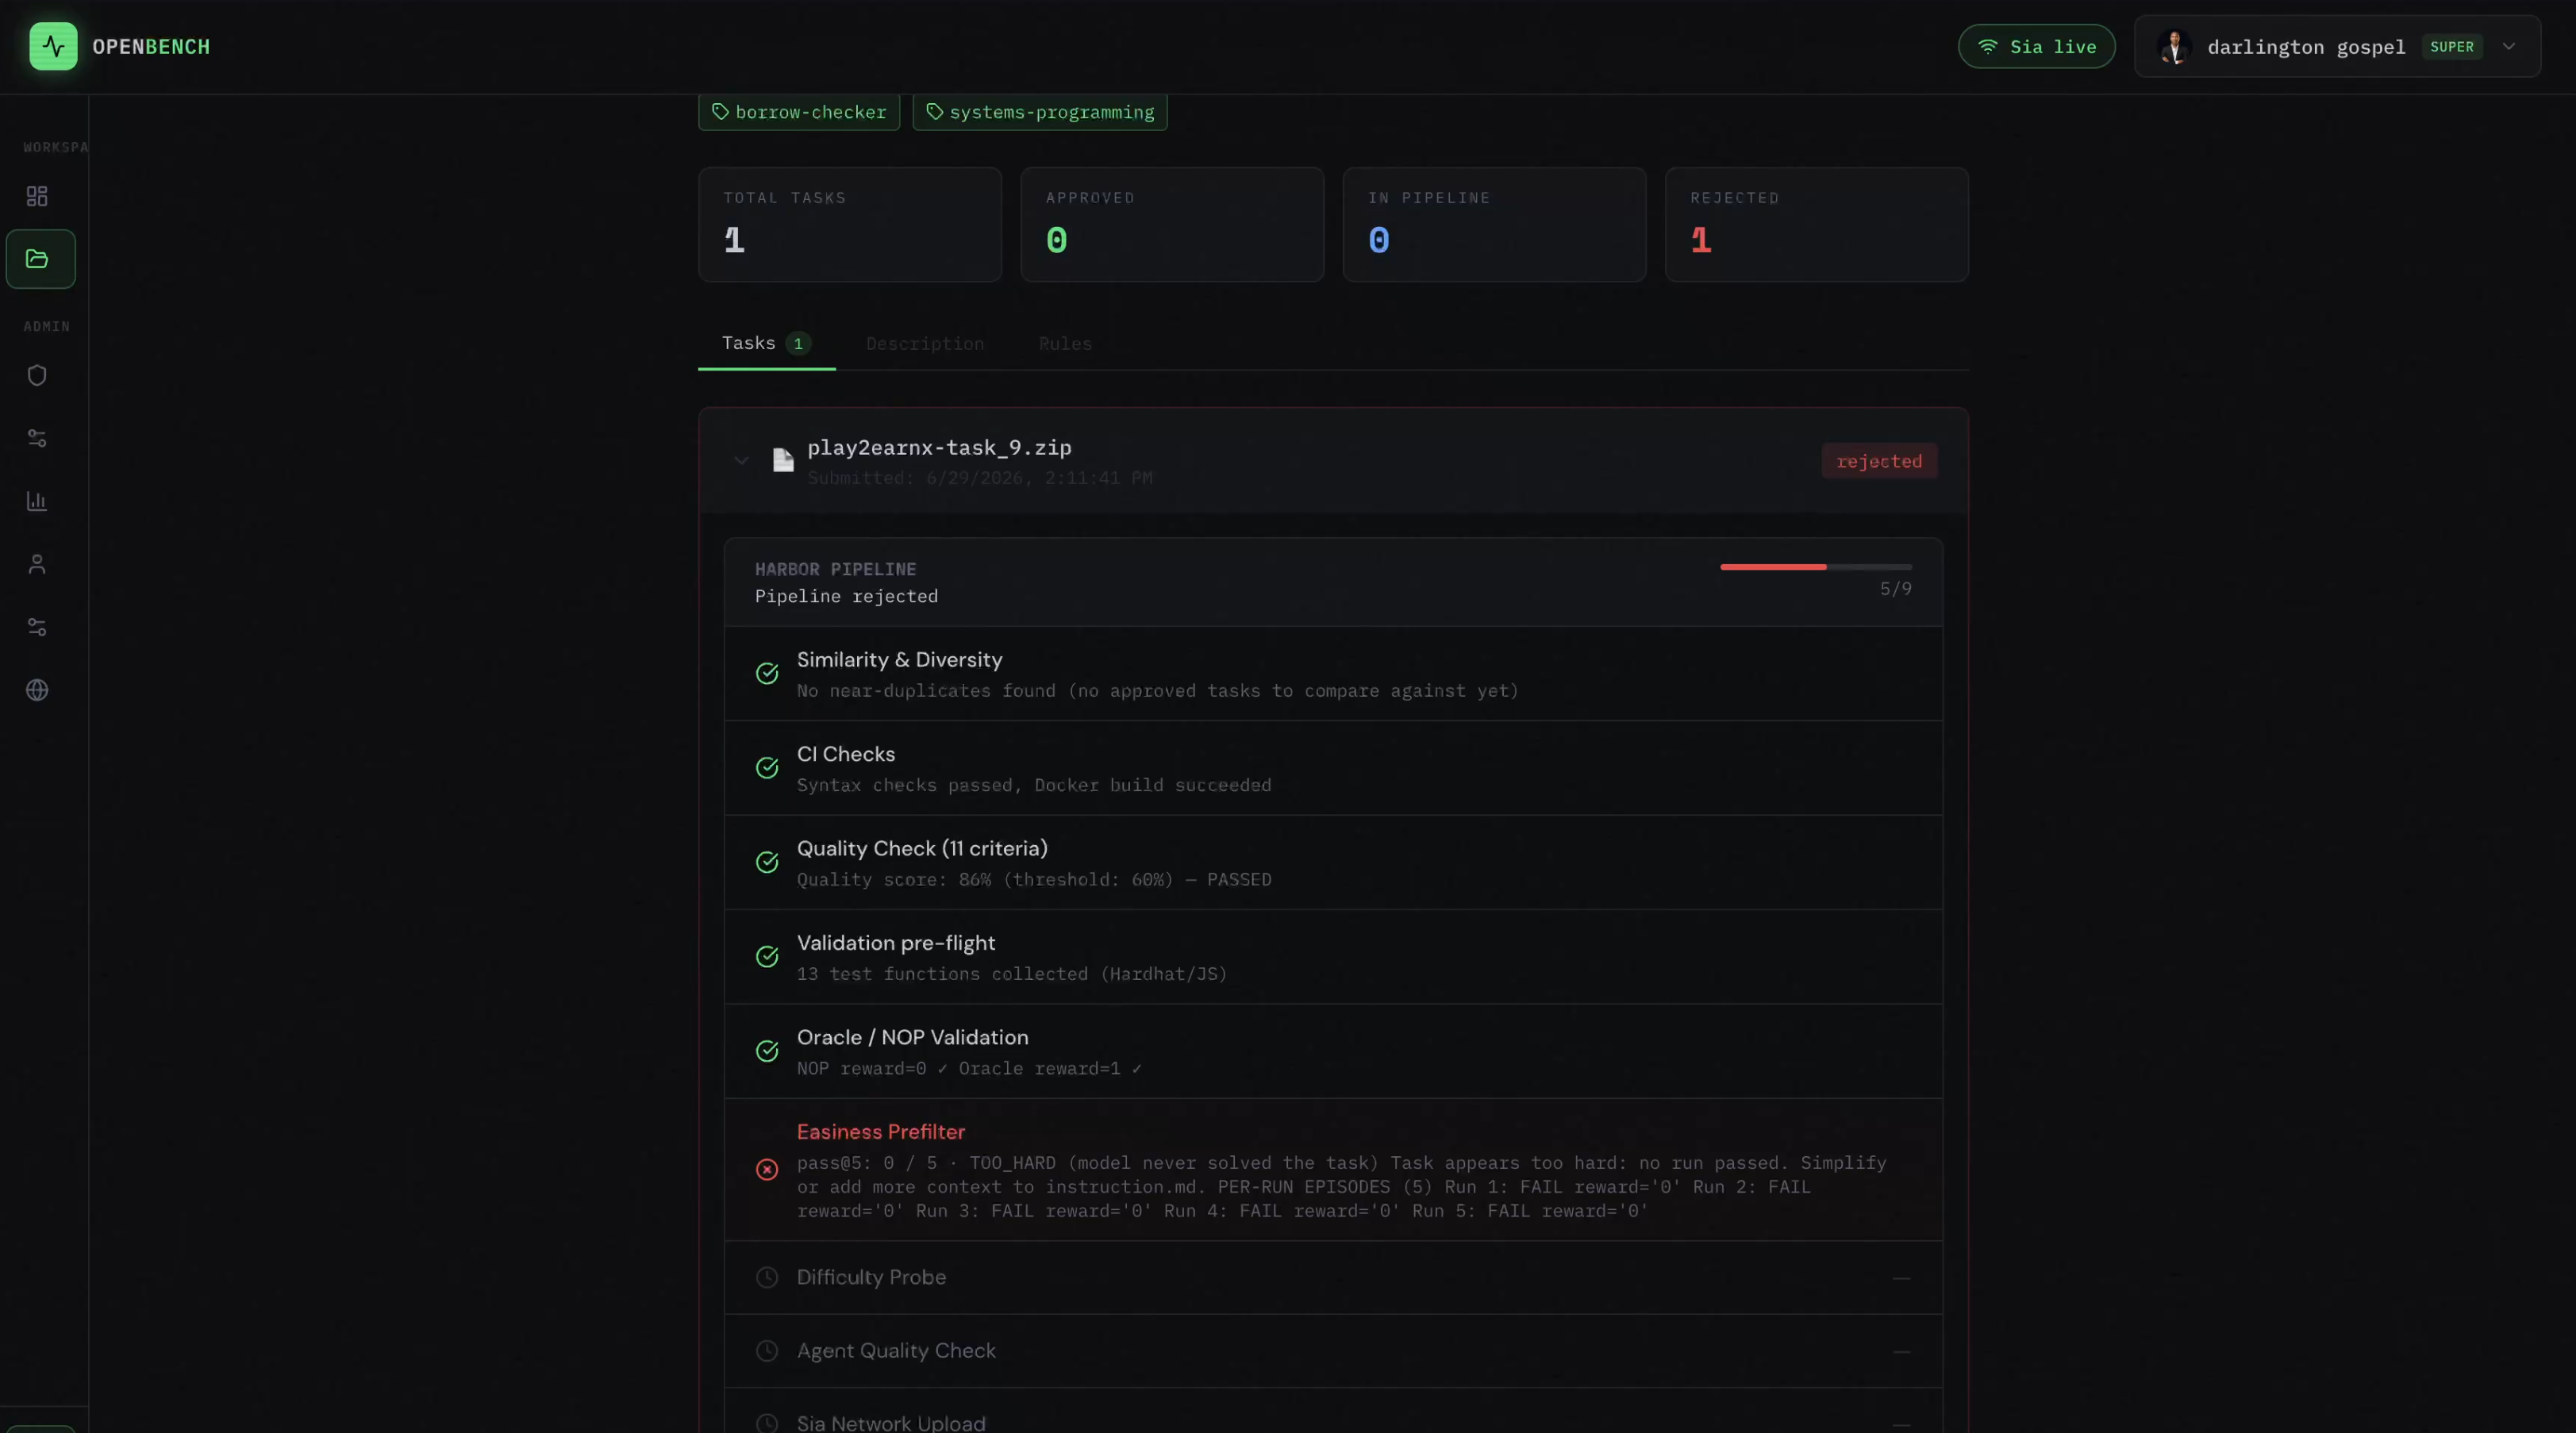 OPENBENCH
Sia live
darlington gospel SUPER
borrow-checker systems-programming
WORKSPA
ADMIN
TOTAL TASKS
1
APPROVED
0
IN PIPELINE
0
REJECTED
1
Tasks 1 Description Rules
play2earnx-task_9.zip
Submitted: 6/29/2026, 2:11:41 PM
rejected
HARBOR PIPELINE
Pipeline rejected
5/9
Similarity & Diversity
No near-duplicates found (no approved tasks to compare against yet)
CI Checks
Syntax checks passed, Docker build succeeded
Quality Check (11 criteria)
Quality score: 86% (threshold: 60%) — PASSED
Validation pre-flight
13 test functions collected (Hardhat/JS)
Oracle / NOP Validation
NOP reward=0 ✓ Oracle reward=1 ✓
Easiness Prefilter
pass@5: 0 / 5 · TOO_HARD (model never solved the task) Task appears too hard: no run passed. Simplify
or add more context to instruction.md. PER-RUN EPISODES (5) Run 1: FAIL reward='0' Run 2: FAIL
reward='0' Run 3: FAIL reward='0' Run 4: FAIL reward='0' Run 5: FAIL reward='0'
Difficulty Probe —
Agent Quality Check —
Sia Network Upload —